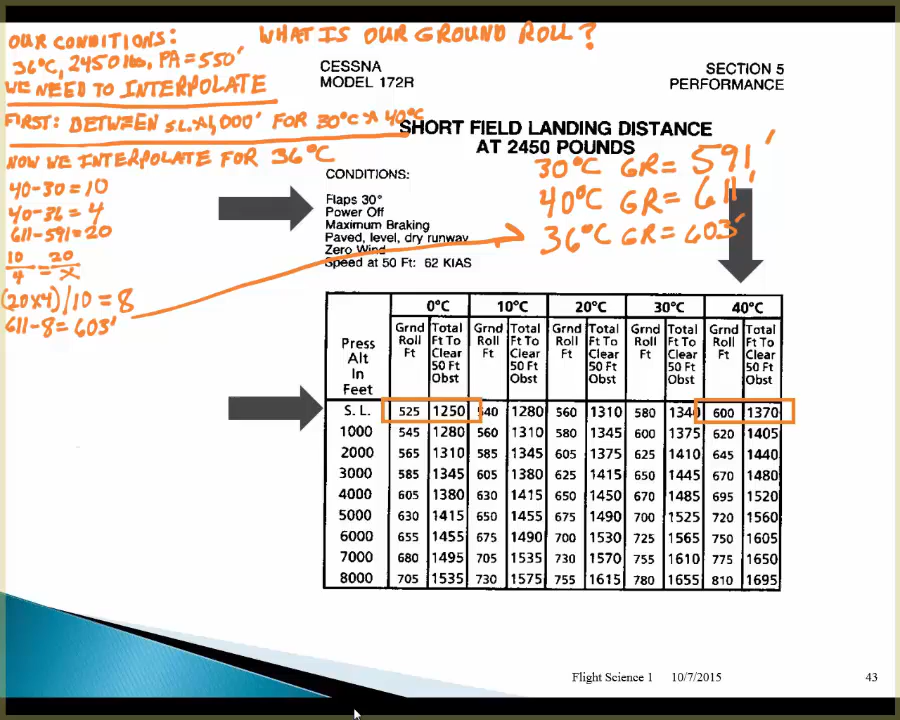 WHAT IS OUR GROUND ROLL?
OUR CONDITIONS:
36°C, 2450 lbs, PA=550'
WE NEED TO INTERPOLATE
FIRST: BETWEEN S.L. & 1,000' FOR 30°C & 40°C
NOW WE INTERPOLATE FOR 36°C
40-30=10
40-36=4
611-591=20
10/4=20/x
(20x4)/10=8
611-8=603'
CESSNA
MODEL 172R
SECTION 5
PERFORMANCE
SHORT FIELD LANDING DISTANCE
AT 2450 POUNDS
30°C GR= 591'
40°C GR= 611'
36°C GR= 603'
CONDITIONS:
Flaps 30°
Power Off
Maximum Braking
Paved, level, dry runway
Zero Wind
Speed at 50 Ft: 62 KIAS
0°C 10°C 20°C 30°C 40°C
Press Alt In Feet
Grnd Roll Ft Total Ft To Clear 50 Ft Obst Grnd Roll Ft Total Ft To Clear 50 Ft Obst Grnd Roll Ft Total Ft To Clear 50 Ft Obst Grnd Roll Ft Total Ft To Clear 50 Ft Obst Grnd Roll Ft Total Ft To Clear 50 Ft Obst
S. L. 525 1250 540 1280 560 1310 580 1340 600 1370
1000 545 1280 560 1310 580 1345 600 1375 620 1405
2000 565 1310 585 1345 605 1375 625 1410 645 1440
3000 585 1345 605 1380 625 1415 650 1445 670 1480
4000 605 1380 630 1415 650 1450 670 1485 695 1520
5000 630 1415 650 1455 675 1490 700 1525 720 1560
6000 655 1455 675 1490 700 1530 725 1565 750 1605
7000 680 1495 705 1535 730 1570 755 1610 775 1650
8000 705 1535 730 1575 755 1615 780 1655 810 1695
Flight Science 1 10/7/2015 43